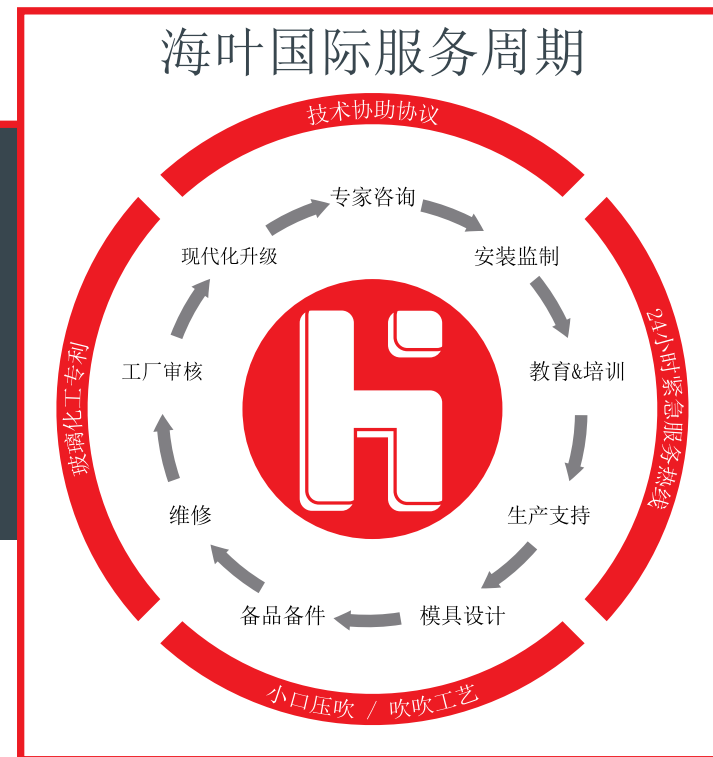 海叶国际服务周期
技术协助协议
专家咨询
安装监制
教育&培训
生产支持
模具设计
备品备件
维修
工厂审核
现代化升级
24小时紧急服务热线
小口压吹 / 吹吹工艺
玻璃化工专利
hi